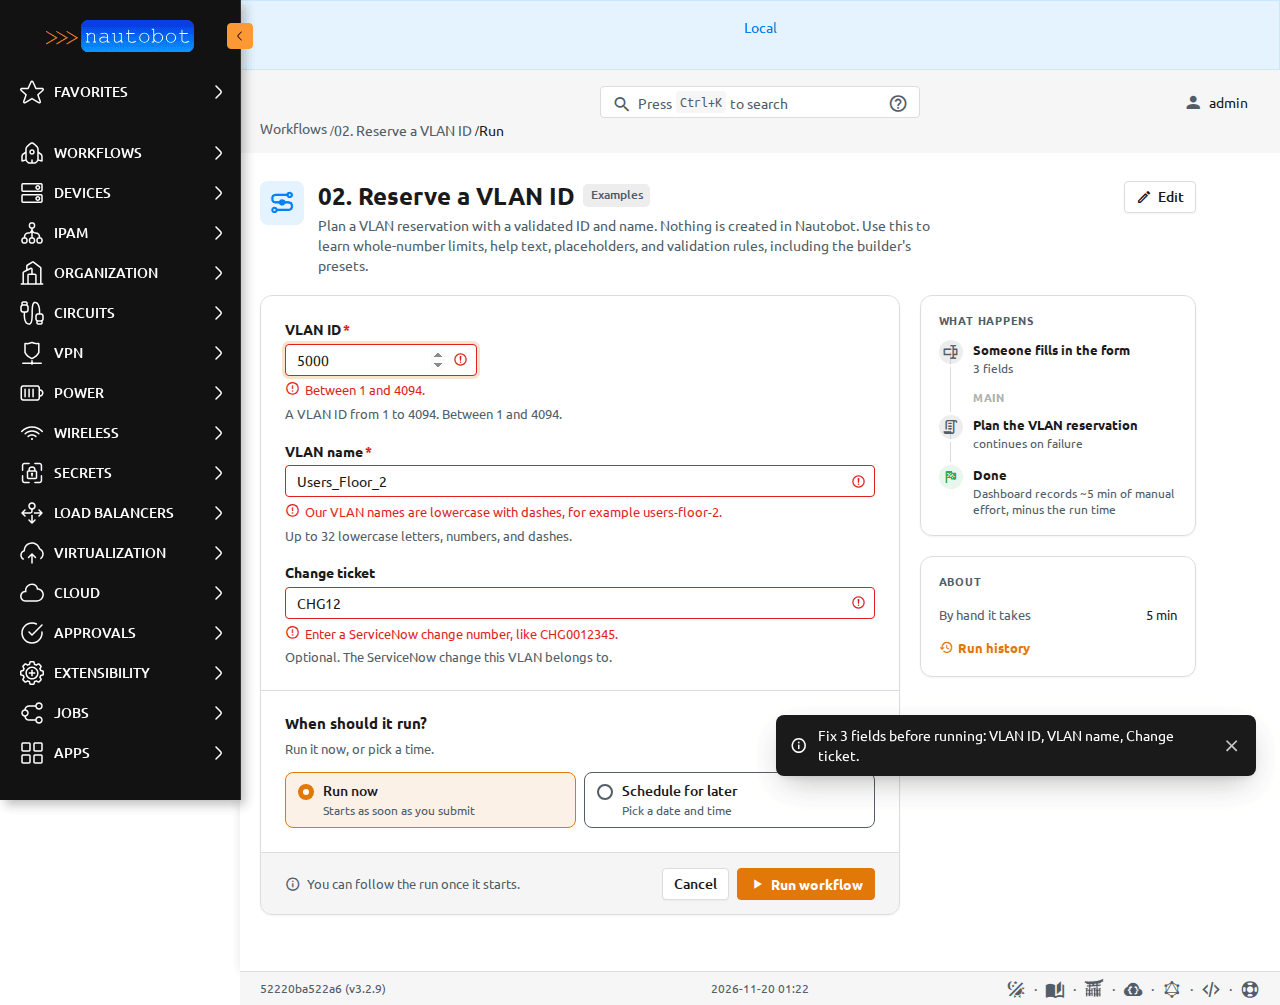 >>> nautobot
FAVORITES
WORKFLOWS
DEVICES
IPAM
ORGANIZATION
CIRCUITS
VPN
POWER
WIRELESS
SECRETS
LOAD BALANCERS
VIRTUALIZATION
CLOUD
APPROVALS
EXTENSIBILITY
JOBS
APPS
Local
Press Ctrl+K to search
admin
Workflows /02. Reserve a VLAN ID /Run
02. Reserve a VLAN ID Examples
Edit
Plan a VLAN reservation with a validated ID and name. Nothing is created in Nautobot. Use this to
learn whole-number limits, help text, placeholders, and validation rules, including the builder's
presets.
VLAN ID*
5000
Between 1 and 4094.
A VLAN ID from 1 to 4094. Between 1 and 4094.
VLAN name*
Users_Floor_2
Our VLAN names are lowercase with dashes, for example users-floor-2.
Up to 32 lowercase letters, numbers, and dashes.
Change ticket
CHG12
Enter a ServiceNow change number, like CHG0012345.
Optional. The ServiceNow change this VLAN belongs to.
When should it run?
Run it now, or pick a time.
Run now
Starts as soon as you submit
Schedule for later
Pick a date and time
You can follow the run once it starts.
Cancel
Run workflow
WHAT HAPPENS
Someone fills in the form
3 fields
MAIN
Plan the VLAN reservation
continues on failure
Done
Dashboard records ~5 min of manual
effort, minus the run time
ABOUT
By hand it takes 5 min
Run history
Fix 3 fields before running: VLAN ID, VLAN name, Change
ticket.
52220ba522a6 (v3.2.9)
2026-11-20 01:22